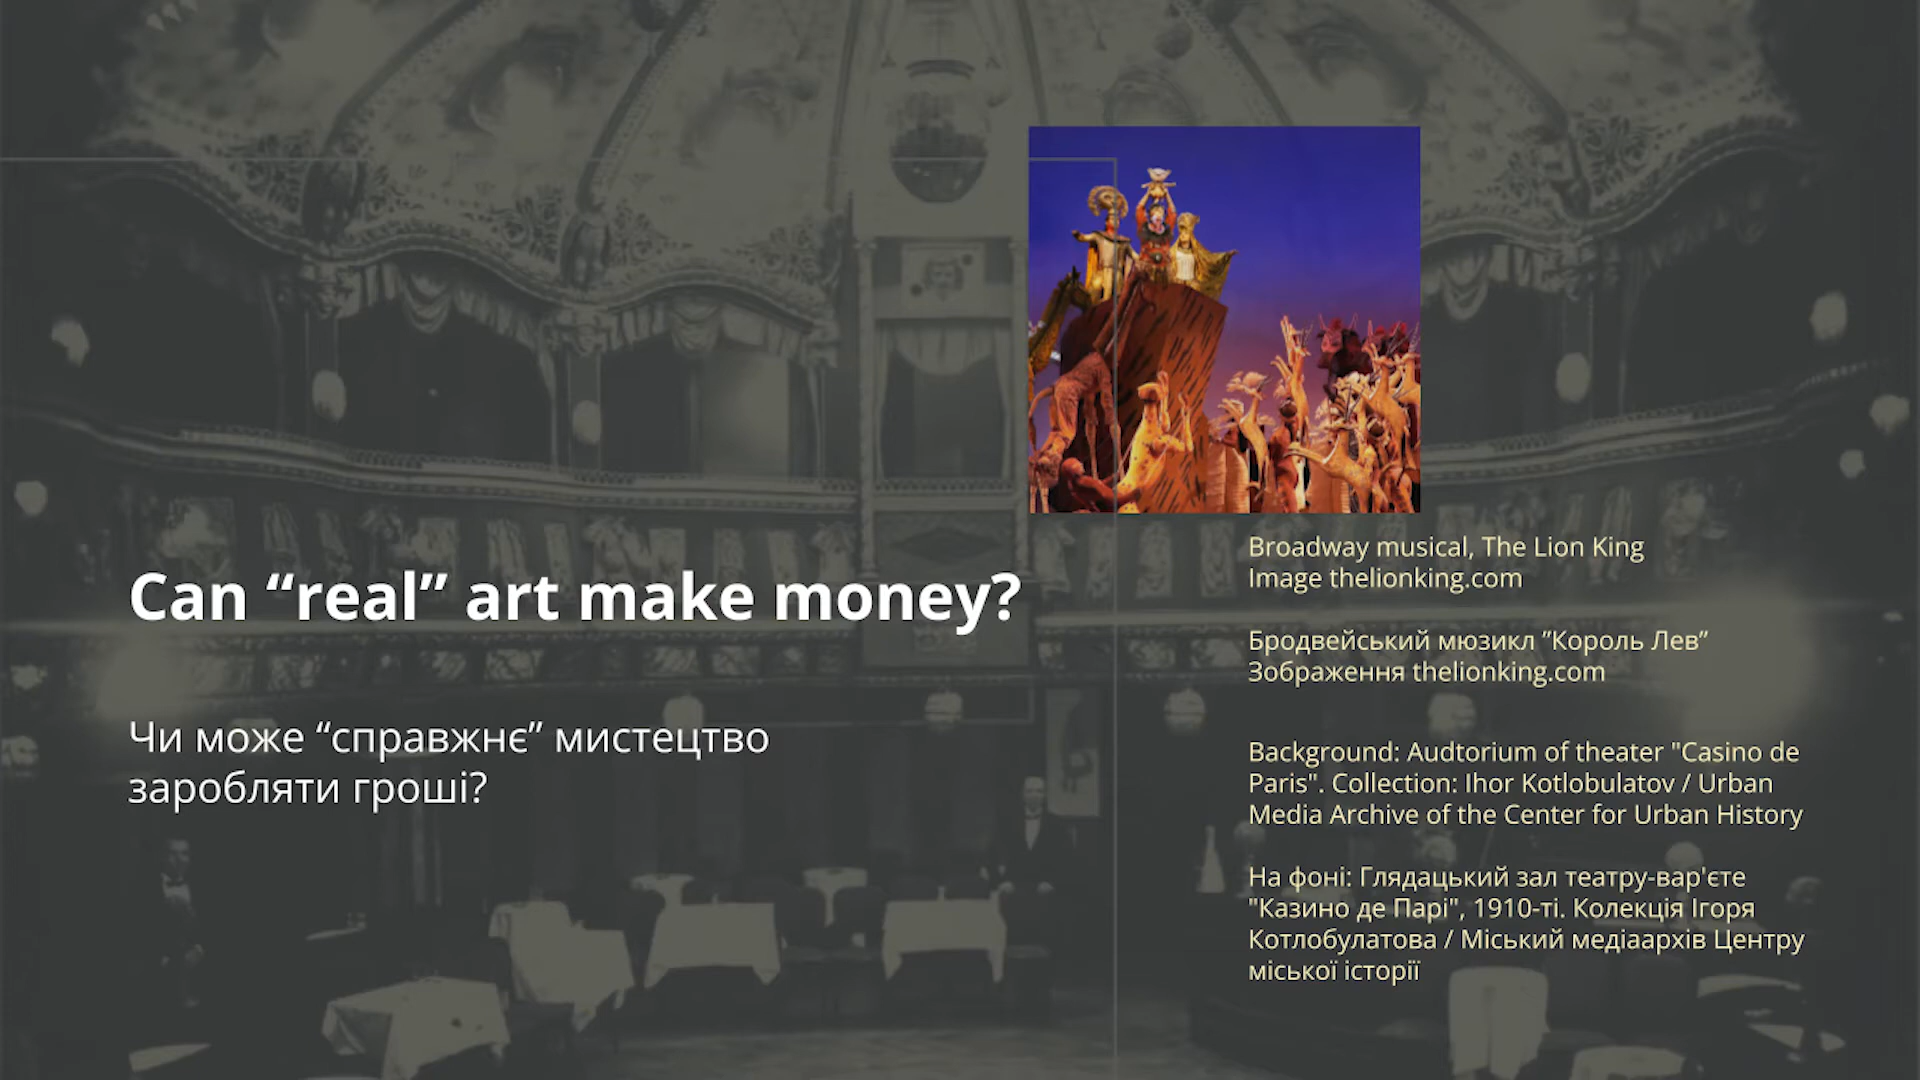 Can “real” art make money?
Чи може “справжнє” мистецтво
заробляти гроші?
Broadway musical, The Lion King
Image thelionking.com
Бродвейський мюзикл ”Король Лев”
Зображення thelionking.com
Background: Audtorium of theater "Casino de
Paris". Collection: Ihor Kotlobulatov / Urban
Media Archive of the Center for Urban History
На фоні: Глядацький зал театру-вар'єте
"Казино де Парі", 1910-ті. Колекція Ігоря
Котлобулатова / Міський медіаархів Центру
міської історії